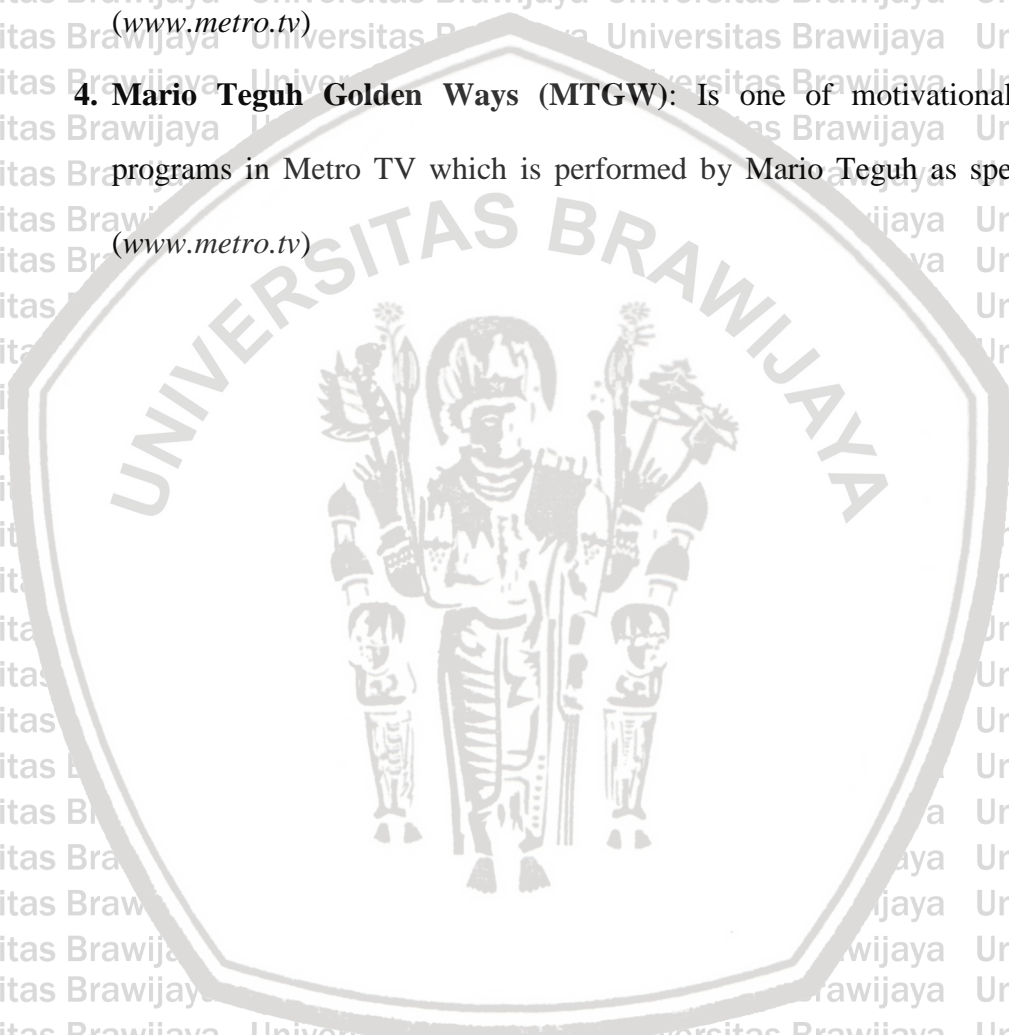 (www.metro.tv)
4. Mario Teguh Golden Ways (MTGW): Is one of motivational
programs in Metro TV which is performed by Mario Teguh as spe
(www.metro.tv)
UNIVERSITAS BRAWIJAYA